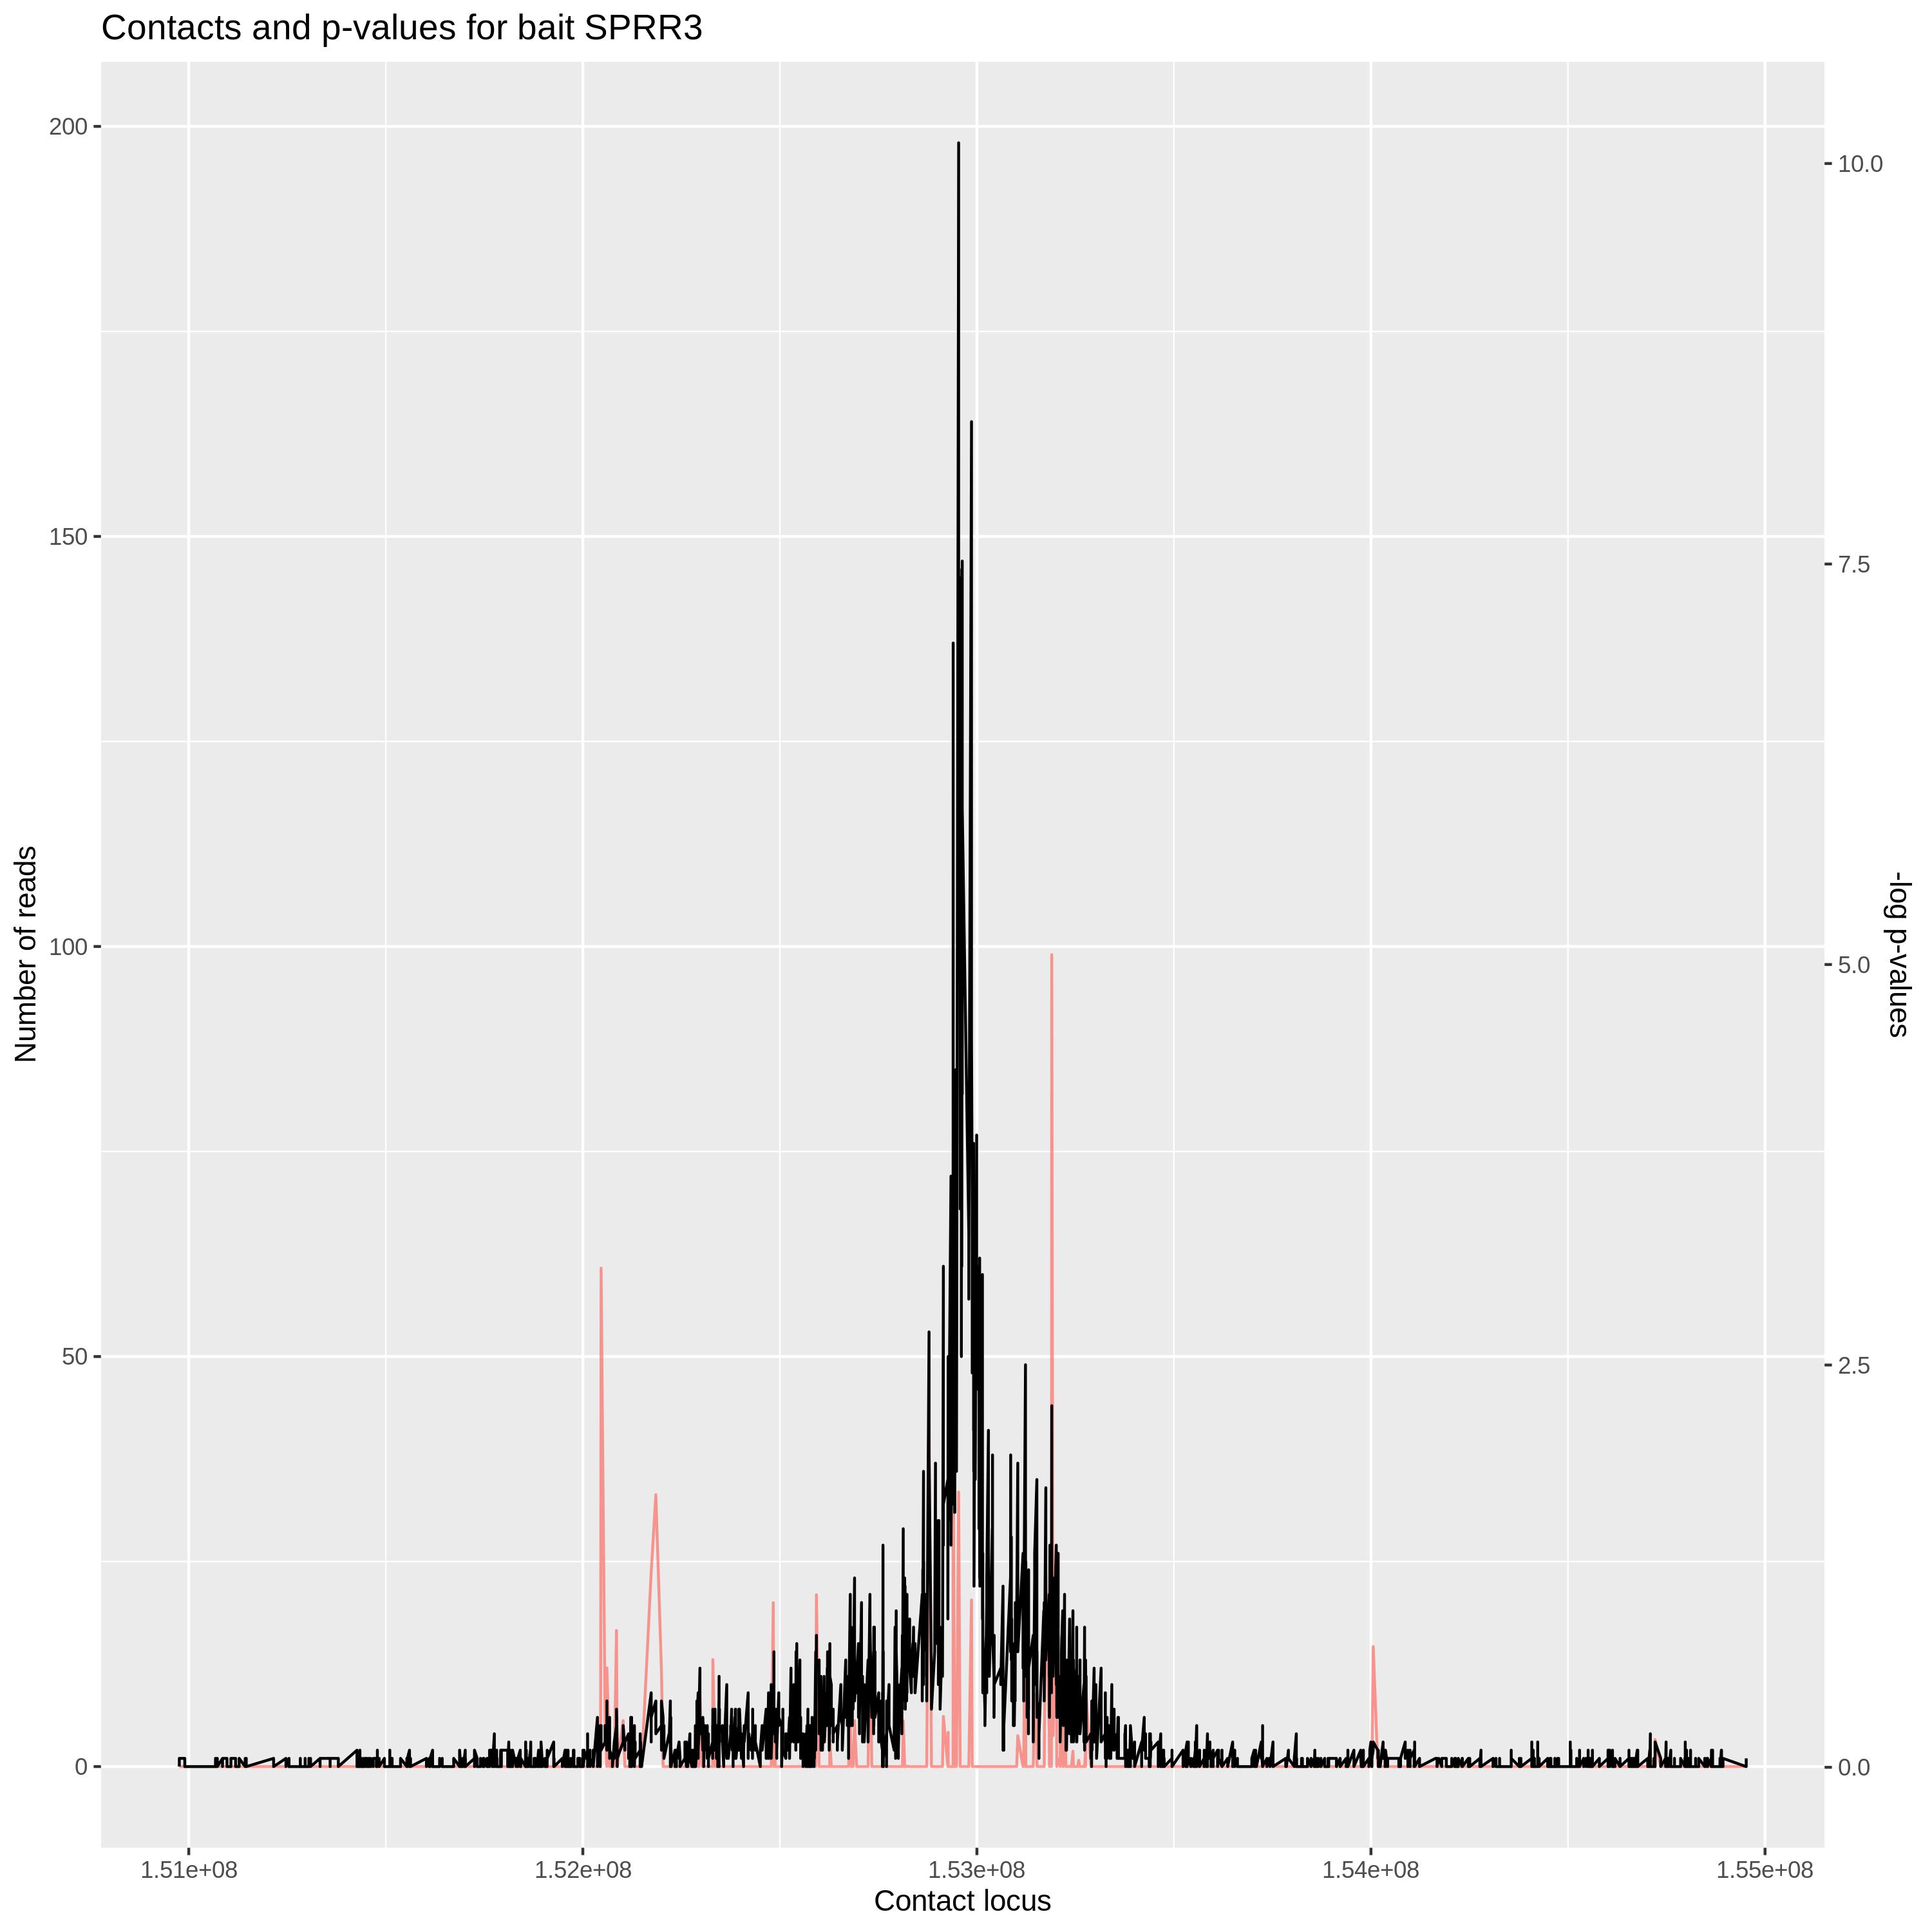 Contacts and p-values for bait SPRR3
200
150
100
50
0
Number of reads
10.0
7.5
5.0
2.5
0.0
-log p-values
1.51e+08
1.52e+08
1.53e+08
1.54e+08
1.55e+08
Contact locus